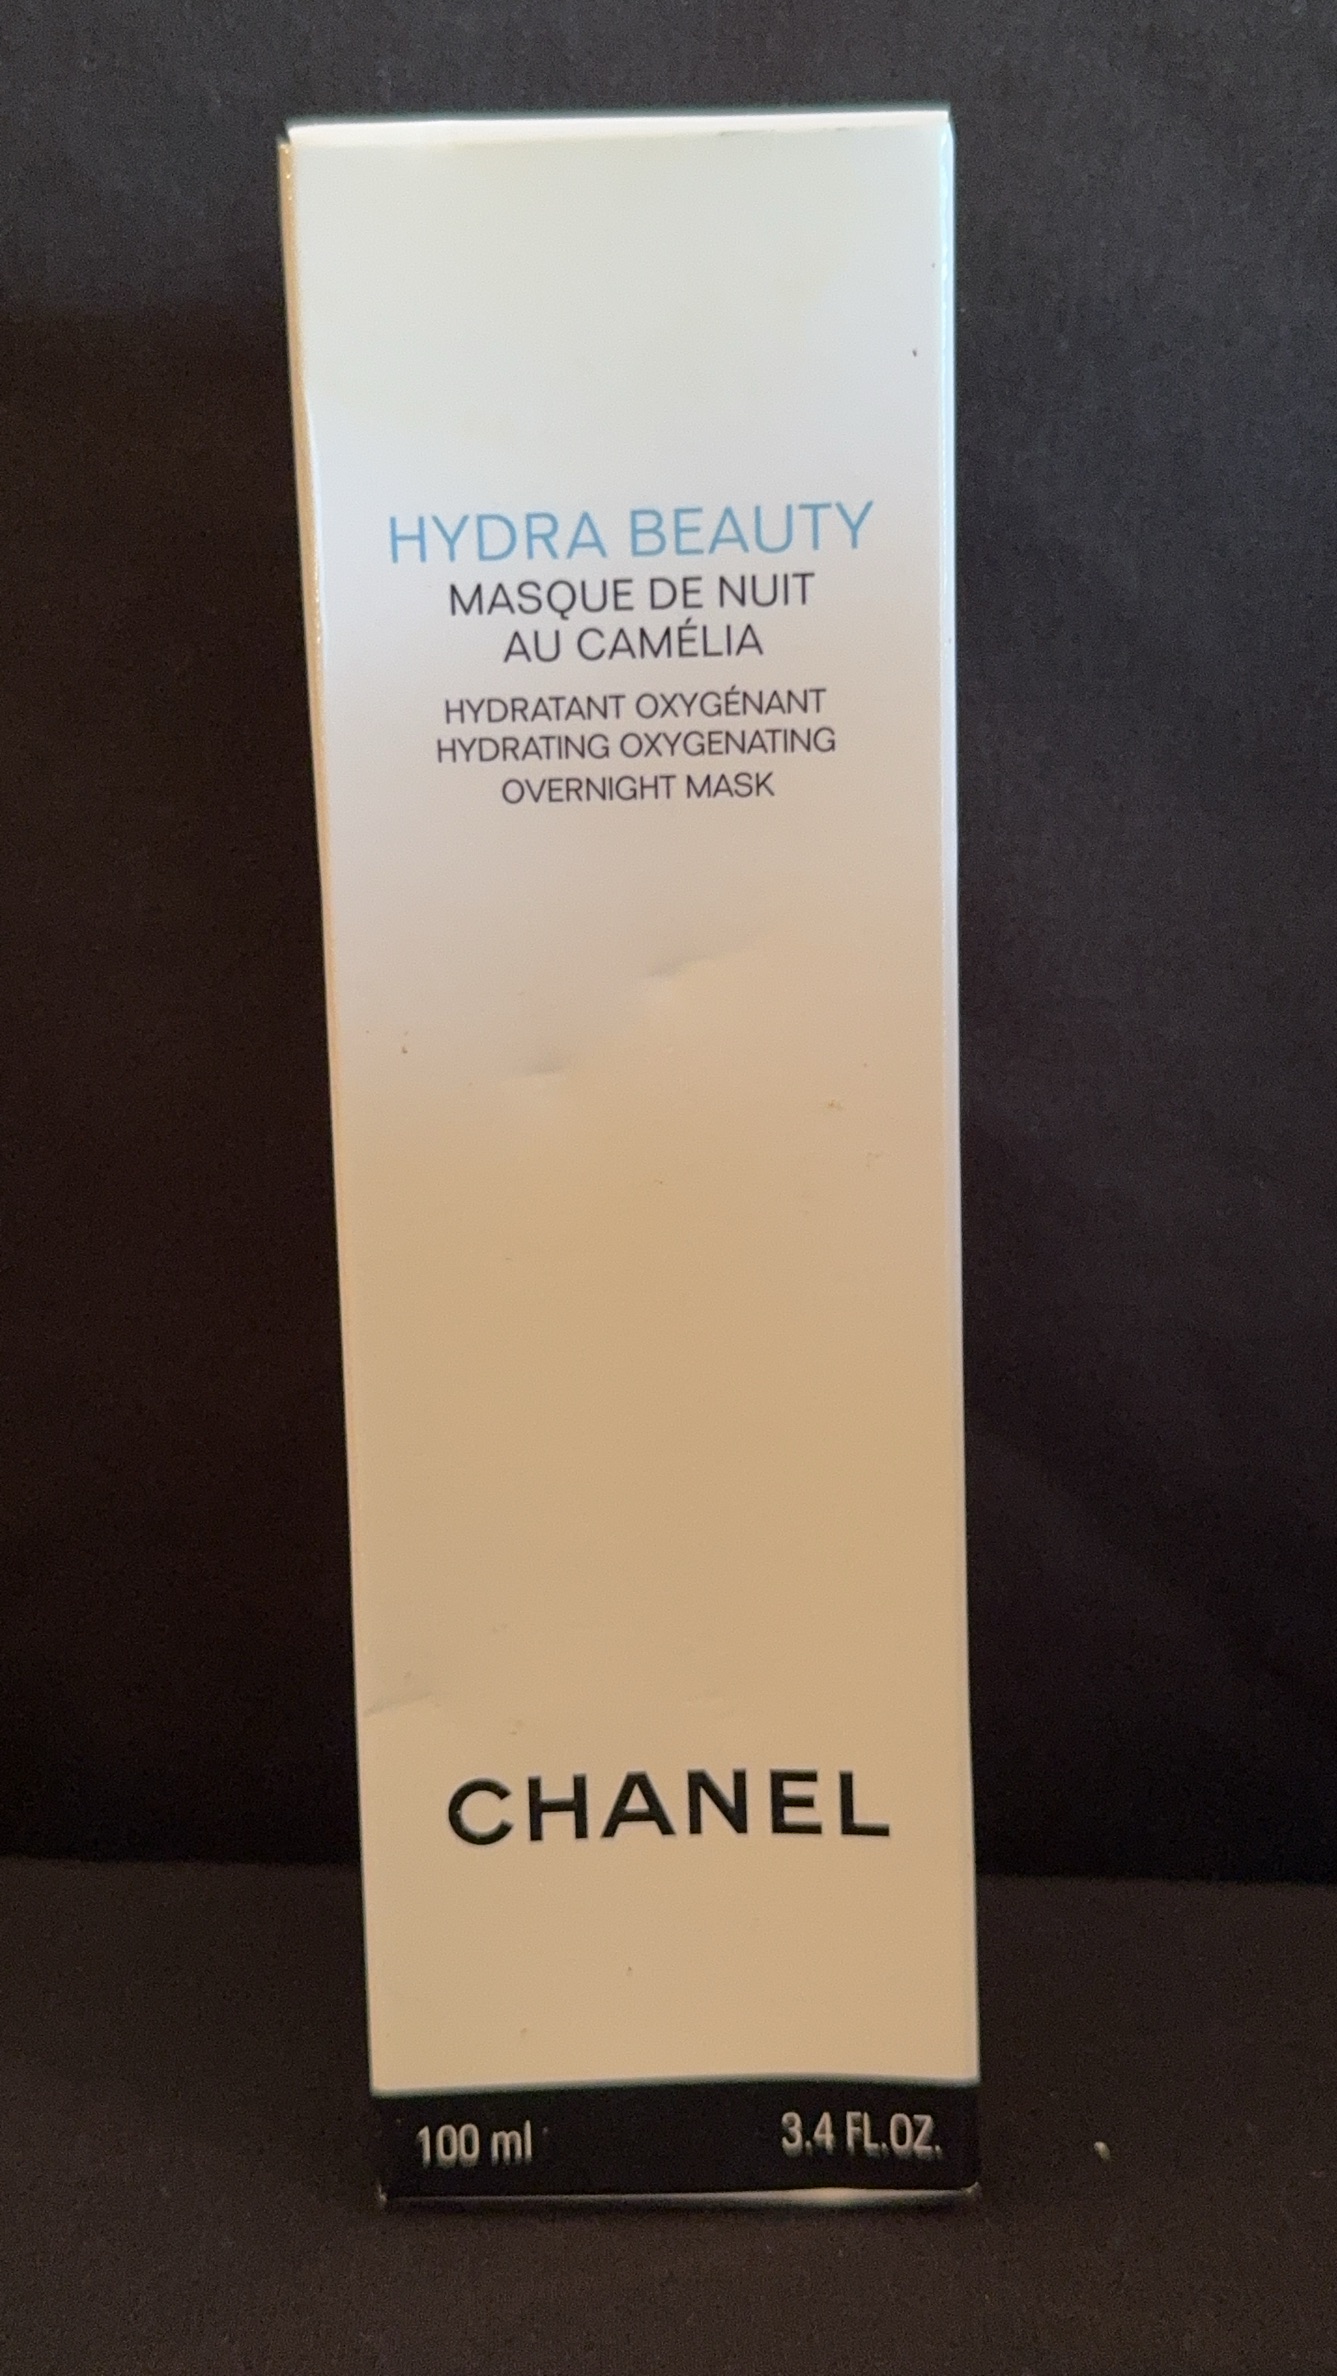 HYDRA BEAUTY
MASQUE DE NUIT
AU CAMÉLIA
HYDRATANT OXYGÉNANT
HYDRATING OXYGENATING
OVERNIGHT MASK
CHANEL
100 ml 3.4 FL.OZ.